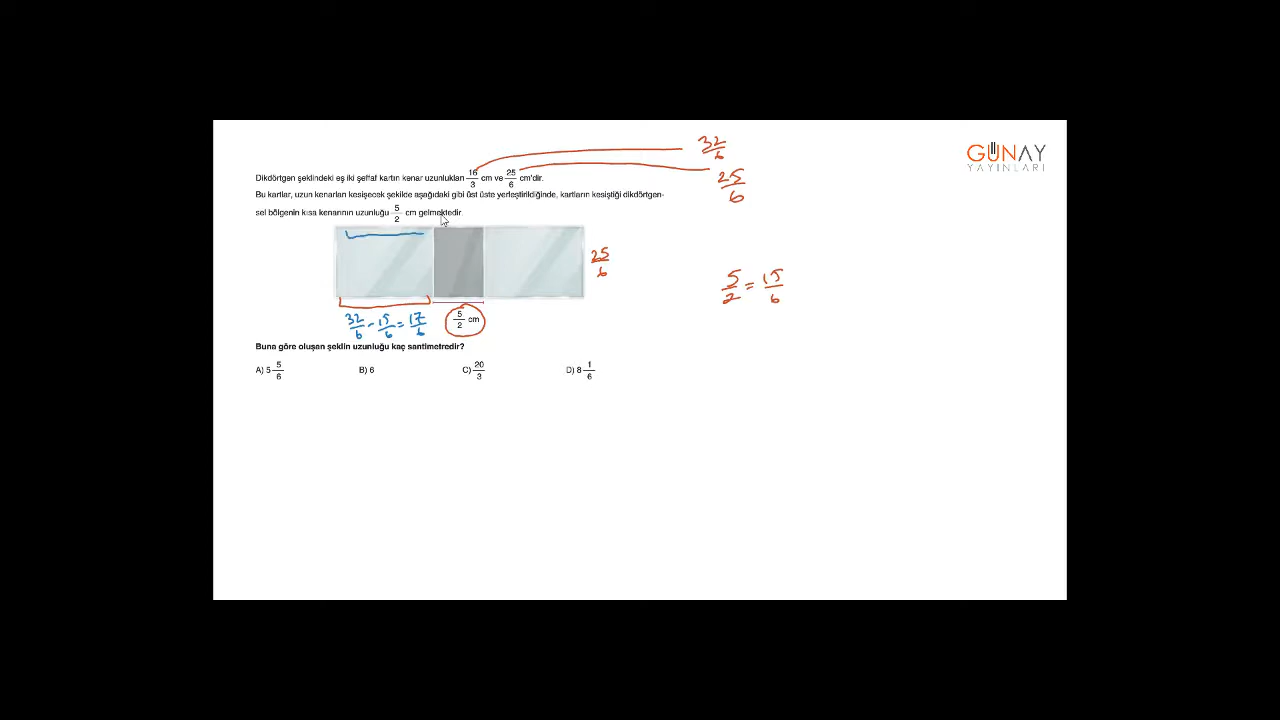 GÜNAY
YAYINLARI
32/6
25/6
Dikdörtgen şeklindeki eş iki şeffaf kartın kenar uzunlukları 16/3 cm ve 25/6 cm'dir.
Bu kartlar, uzun kenarları kesişecek şekilde aşağıdaki gibi üst üste yerleştirildiğinde, kartların kesiştiği dikdörtgen-
sel bölgenin kısa kenarının uzunluğu 5/2 cm gelmektedir.
25/6
5/2 = 15/6
32/6 - 15/6 = 17/6
5/2 cm
Buna göre oluşan şeklin uzunluğu kaç santimetredir?
A) 5 5/6 B) 6 C) 20/3 D) 8 1/6